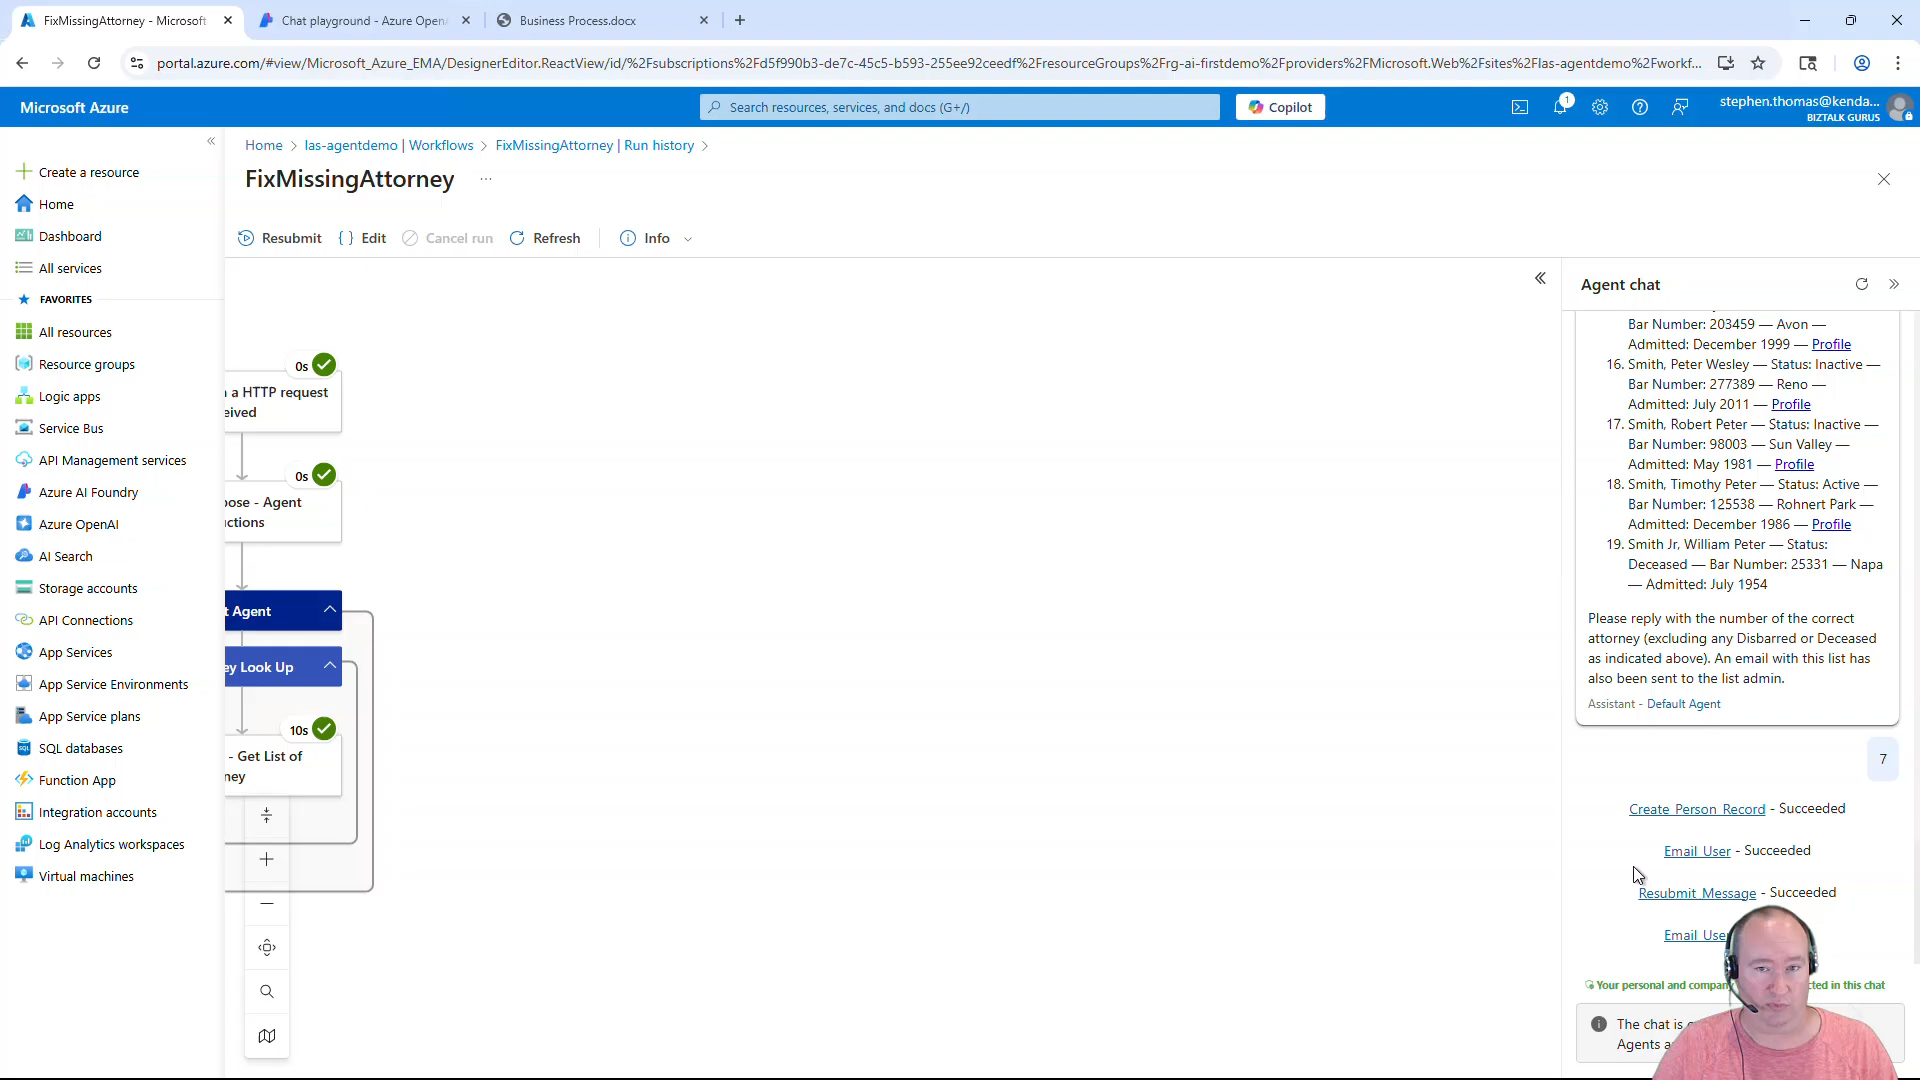 FixMissingAttorney - Microsoft
Chat playground - Azure Open
Business Process.docx
portal.azure.com/#view/Microsoft_Azure_EMA/DesignerEditor.ReactView/id/%2Fsubscriptions%2Fd5f990b3-de7c-45c5-b593-255ee92ceedf%2FresourceGroups%2Frg-ai-firstdemo%2Fproviders%2FMicrosoft.Web%2Fsites%2Flas-agentdemo%2Fworkf...
Microsoft Azure
Search resources, services, and docs (G+/)
Copilot
1
stephen.thomas@kenda...
BIZTALK GURUS
Create a resource
Home
Dashboard
All services
FAVORITES
All resources
Resource groups
Logic apps
Service Bus
API Management services
Azure AI Foundry
Azure OpenAI
AI Search
Storage accounts
API Connections
App Services
App Service Environments
App Service plans
SQL databases
Function App
Integration accounts
Log Analytics workspaces
Virtual machines
Home > las-agentdemo | Workflows > FixMissingAttorney | Run history >
FixMissingAttorney ...
Resubmit
{ } Edit
Cancel run
Refresh
Info
0s
a HTTP request
eived
0s
pose - Agent
uctions
t Agent
ey Look Up
10s
- Get List of
ney
Agent chat
Bar Number: 203459 — Avon —
Admitted: December 1999 — Profile
16. Smith, Peter Wesley — Status: Inactive —
Bar Number: 277389 — Reno —
Admitted: July 2011 — Profile
17. Smith, Robert Peter — Status: Inactive —
Bar Number: 98003 — Sun Valley —
Admitted: May 1981 — Profile
18. Smith, Timothy Peter — Status: Active —
Bar Number: 125538 — Rohnert Park —
Admitted: December 1986 — Profile
19. Smith Jr, William Peter — Status:
Deceased — Bar Number: 25331 — Napa
— Admitted: July 1954
Please reply with the number of the correct
attorney (excluding any Disbarred or Deceased
as indicated above). An email with this list has
also been sent to the list admin.
Assistant - Default Agent
7
Create Person Record - Succeeded
Email User - Succeeded
Resubmit Message - Succeeded
Email User
Your personal and company
cted in this chat
The chat is
Agents a